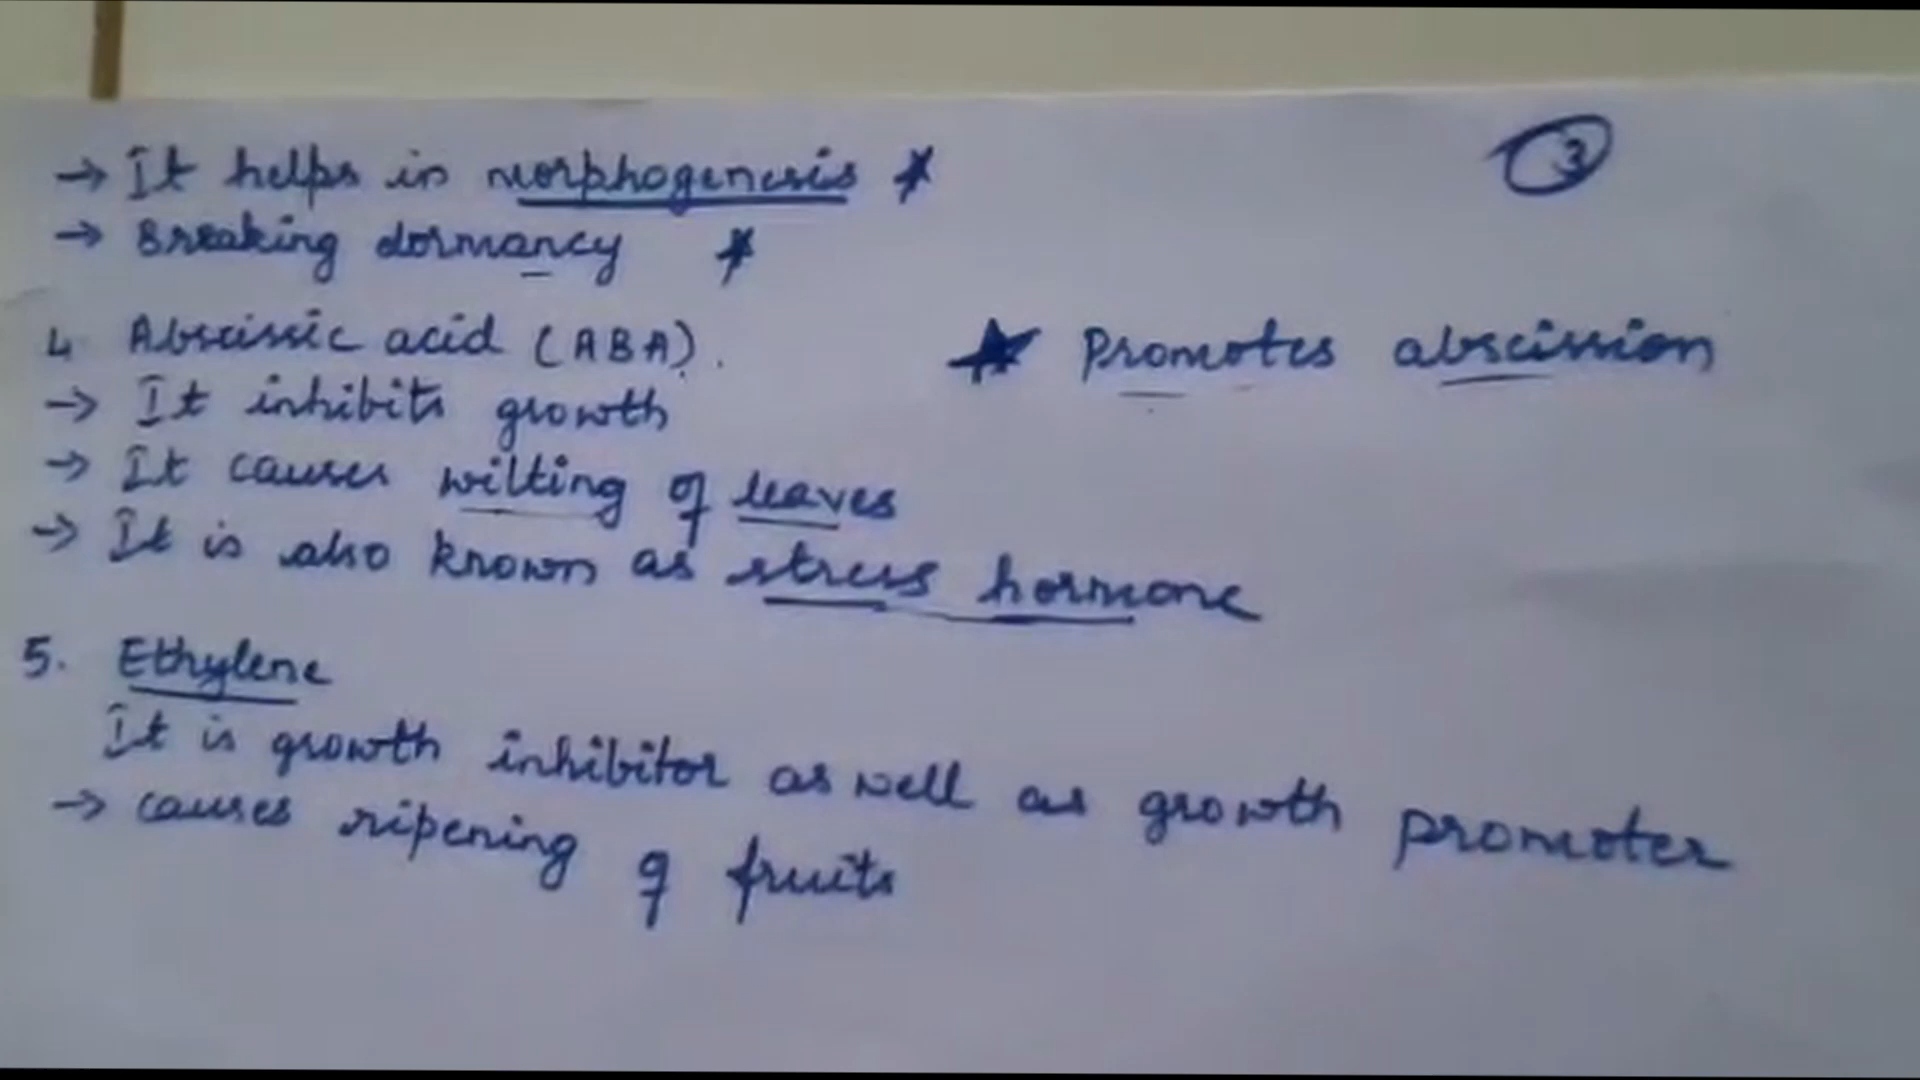 ③
→ It helps in morphogenesis ★
→ Breaking dormancy ★
4 Abscissic acid (ABA). ★ Promotes abscission
→ It inhibits growth
→ It causes wilting of leaves
→ It is also known as stress hormone
5. Ethylene
It is growth inhibitor as well as growth promoter
→ causes ripening of fruits